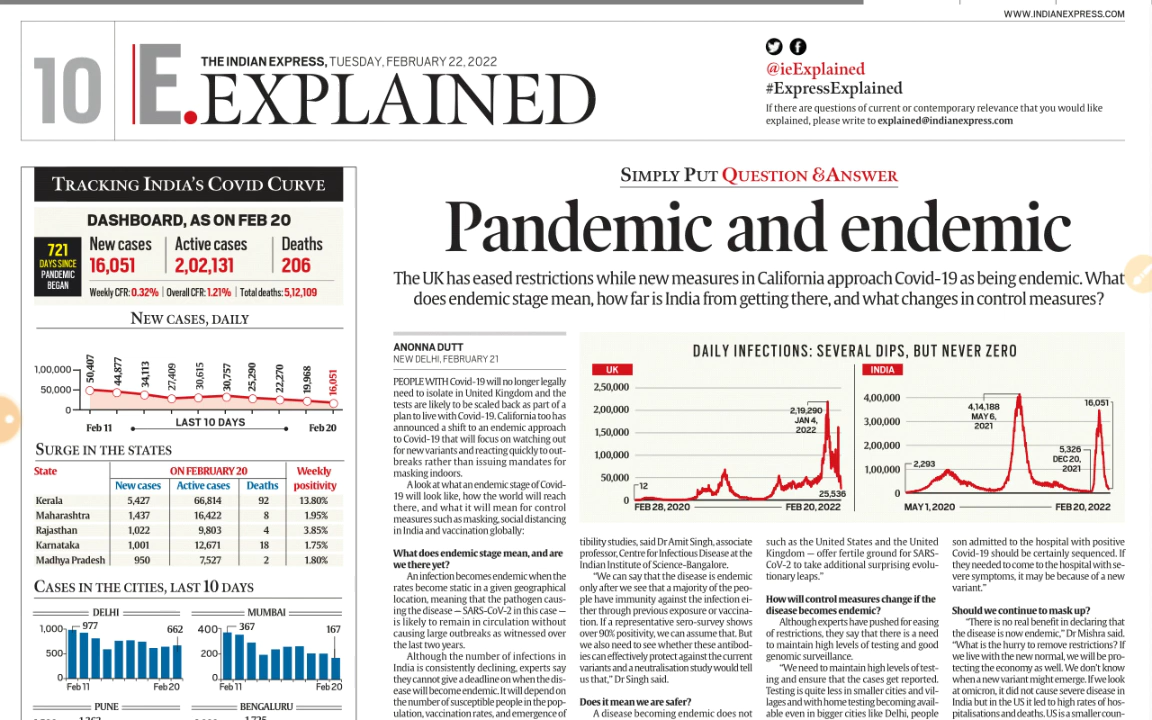 WWW.INDIANEXPRESS.COM
10
E.EXPLAINED
THE INDIAN EXPRESS, TUESDAY, FEBRUARY 22, 2022
@ieExplained
#ExpressExplained
If there are questions of current or contemporary relevance that you would like
explained, please write to explained@indianexpress.com
TRACKING INDIA'S COVID CURVE
DASHBOARD, AS ON FEB 20
721
DAYS SINCE
PANDEMIC
BEGAN
New cases
16,051
Active cases
2,02,131
Deaths
206
Weekly CFR: 0.32% | Overall CFR: 1.21% | Total deaths: 5,12,109
NEW CASES, DAILY
1,00,000
50,000
0
50,407
44,877
34,113
27,409
30,615
30,757
25,290
22,270
19,968
16,051
Feb 11
LAST 10 DAYS
Feb 20
SURGE IN THE STATES
State ON FEBRUARY 20 Weekly
New cases Active cases Deaths positivity
Kerala 5,427 66,814 92 13.80%
Maharashtra 1,437 16,422 8 1.95%
Rajasthan 1,022 9,803 4 3.85%
Karnataka 1,001 12,671 18 1.75%
Madhya Pradesh 950 7,527 2 1.80%
CASES IN THE CITIES, LAST 10 DAYS
DELHI
1,000
500
0
977
662
Feb 11 Feb 20
MUMBAI
400
200
0
367
167
Feb 11 Feb 20
PUNE
BENGALURU
SIMPLY PUT QUESTION & ANSWER
Pandemic and endemic
The UK has eased restrictions while new measures in California approach Covid-19 as being endemic. What
does endemic stage mean, how far is India from getting there, and what changes in control measures?
ANONNA DUTT
NEW DELHI, FEBRUARY 21
PEOPLE WITH Covid-19 will no longer legally
need to isolate in United Kingdom and the
tests are likely to be scaled back as part of a
plan to live with Covid. California too has
announced a shift to an endemic approach
to Covid-19 that will focus on watching out
for new variants and reacting quickly to out-
breaks rather than issuing mandates for
masking indoors.
A look at what an endemic stage of Covid-
19 will look like, how the world will reach
there, and what it will mean for control
measures such as masking, social distancing
in India and vaccination globally:
What does endemic stage mean, and are
we there yet?
An infection becomes endemic when the
rates become static in a given geographical
location, meaning that the pathogen caus-
ing the disease — SARS-CoV-2 in this case —
is likely to remain in circulation without
causing large outbreaks as witnessed over
the last two years.
Although the number of infections in
India is consistently declining, experts say
they cannot give a deadline on when the dis-
ease will become endemic. It will depend on
the number of susceptible people in the pop-
ulation, vaccination rates, and emergence of
DAILY INFECTIONS: SEVERAL DIPS, BUT NEVER ZERO
UK
2,50,000
2,00,000
1,50,000
1,00,000
50,000
0
12
2,19,290
JAN 4,
2022
25,536
FEB 28, 2020 FEB 20, 2022
INDIA
4,00,000
3,00,000
2,00,000
1,00,000
0
2,293
4,14,188
MAY 6,
2021
5,326
DEC 20,
2021
16,051
MAY 1, 2020 FEB 20, 2022
tibility studies, said Dr Amit Singh, associate
professor, Centre for Infectious Disease at the
Indian Institute of Science-Bangalore.
"We can say that the disease is endemic
only after we see that a majority of the peo-
ple have immunity against the infection ei-
ther through previous exposure or vaccina-
tion. If a representative sero-survey shows
over 90% positivity, we can assume that. But
we also need to see whether these antibod-
ies can effectively protect against the current
variants and a neutralisation study would tell
us that," Dr Singh said.
Does it mean we are safer?
A disease becoming endemic does not
such as the United States and the United
Kingdom — offer fertile ground for SARS-
CoV-2 to take additional surprising evolu-
tionary leaps."
How will control measures change if the
disease becomes endemic?
Although experts have pushed for easing
of restrictions, they say that there is a need
to maintain high levels of testing and good
genomic surveillance.
"We need to maintain high levels of test-
ing and ensure that the cases get reported.
Testing is quite less in smaller cities and vil-
lages and with home testing becoming avail-
able even in bigger cities like Delhi, people
son admitted to the hospital with positive
Covid-19 should be certainly sequenced. If
they needed to come to the hospital with se-
vere symptoms, it may be because of a new
variant."
Should we continue to mask up?
"There is no real benefit in declaring that
the disease is now endemic," Dr Mishra said.
"What is the hurry to remove restrictions? If
we live with the new normal, we will be pro-
tecting the economy as well. We don't know
when a new variant might emerge. If we look
at omicron, it did not cause severe disease in
India but in the US it led to high rates of hos-
pitalisations and deaths. US is a smaller coun-